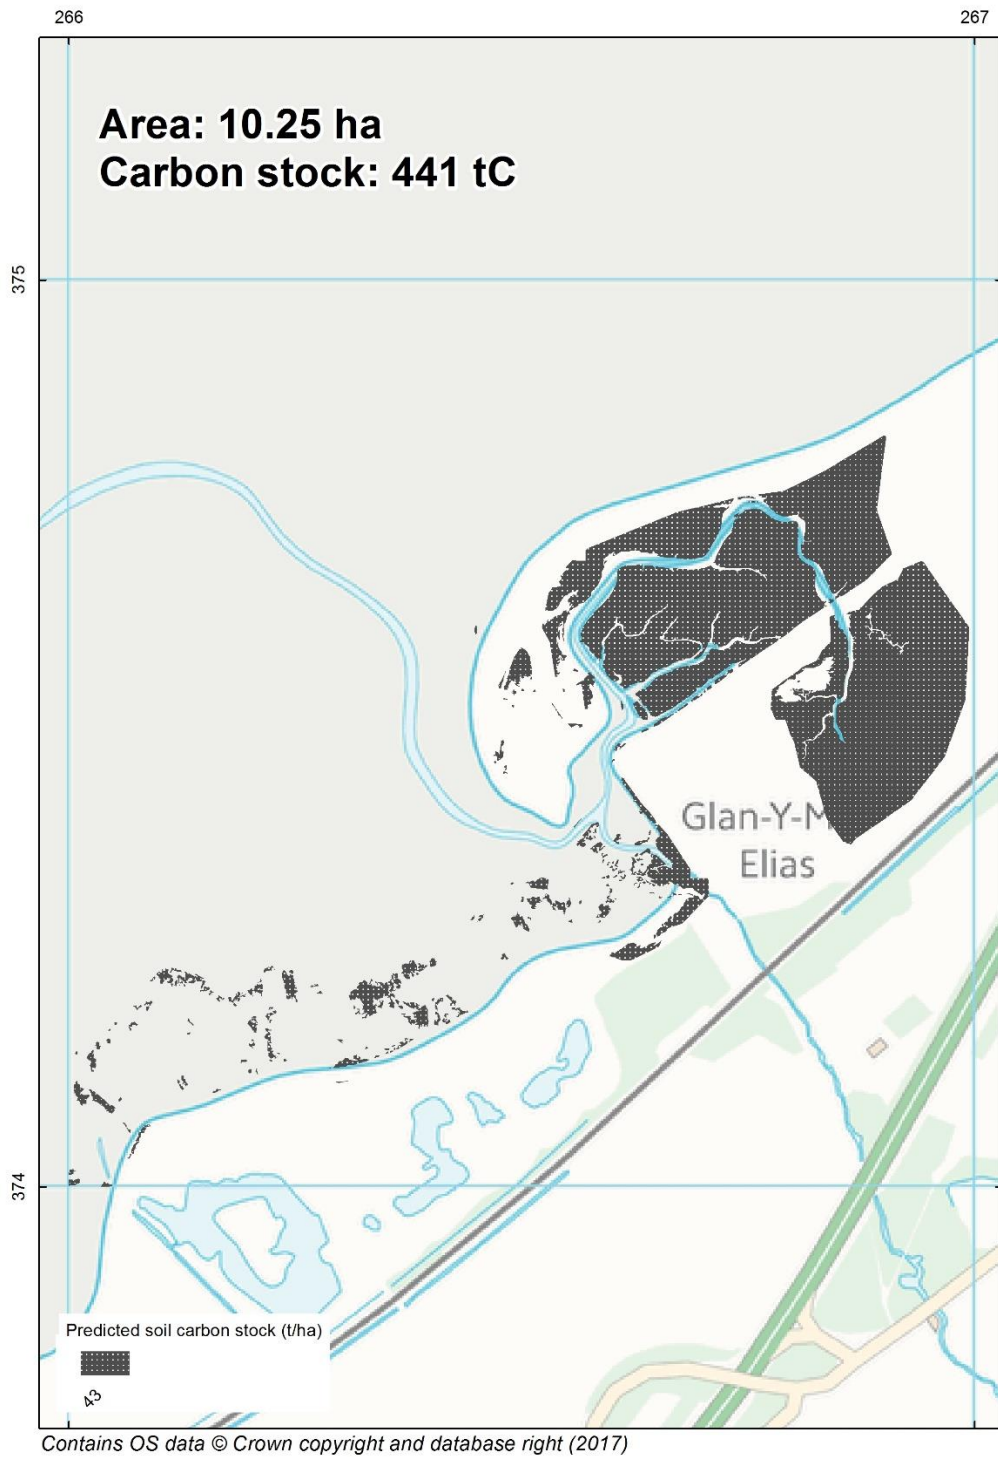 266 267
Area: 10.25 ha
Carbon stock: 441 tC
375
Glan-Y-M
Elias
374
Predicted soil carbon stock (t/ha)
43
Contains OS data © Crown copyright and database right (2017)